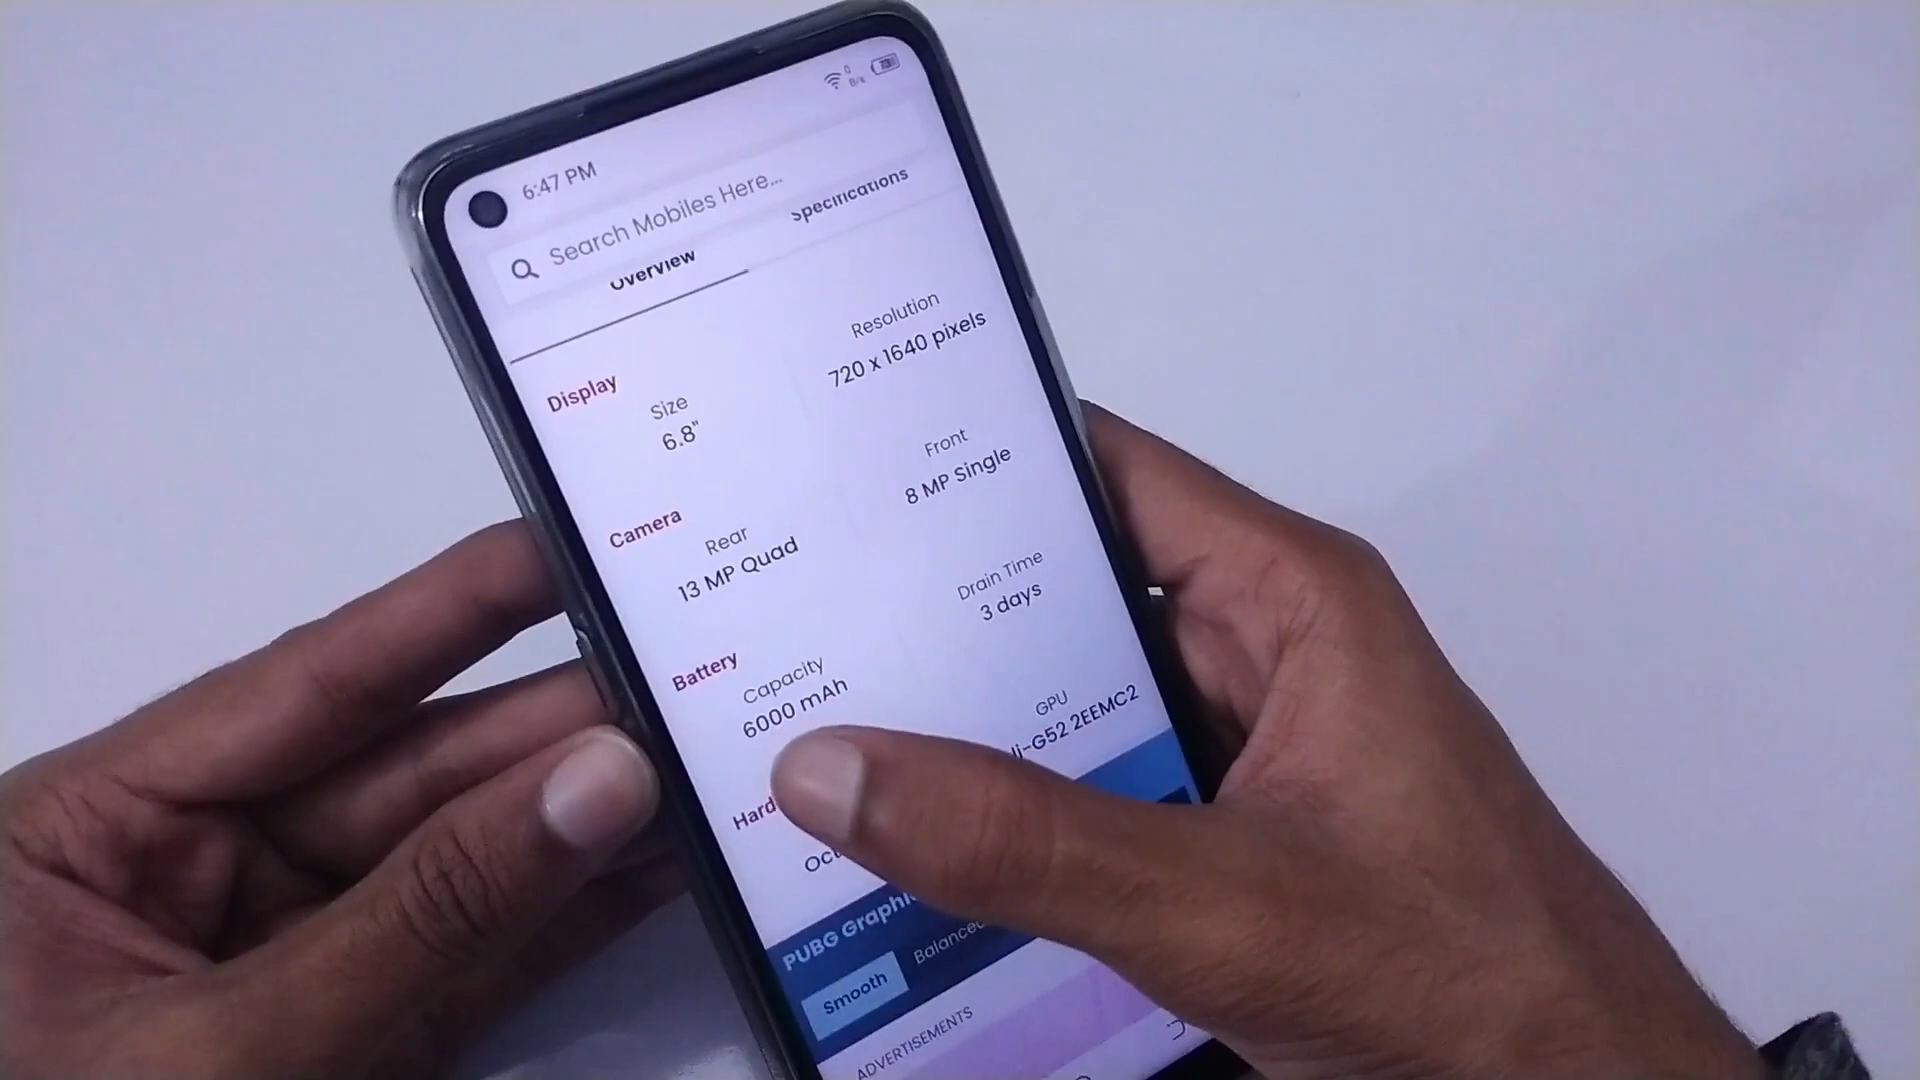 6:47 PM
0
B/s
Search Mobiles Here...
Overview
Specifications
Display
Size
6.8"
Resolution
720 x 1640 pixels
Camera
Rear
13 MP Quad
Front
8 MP Single
Battery
Capacity
6000 mAh
Drain Time
3 days
Hard
GPU
li-G52 2EEMC2
PUBG Graphi
Smooth
Balanced
ADVERTISEMENTS